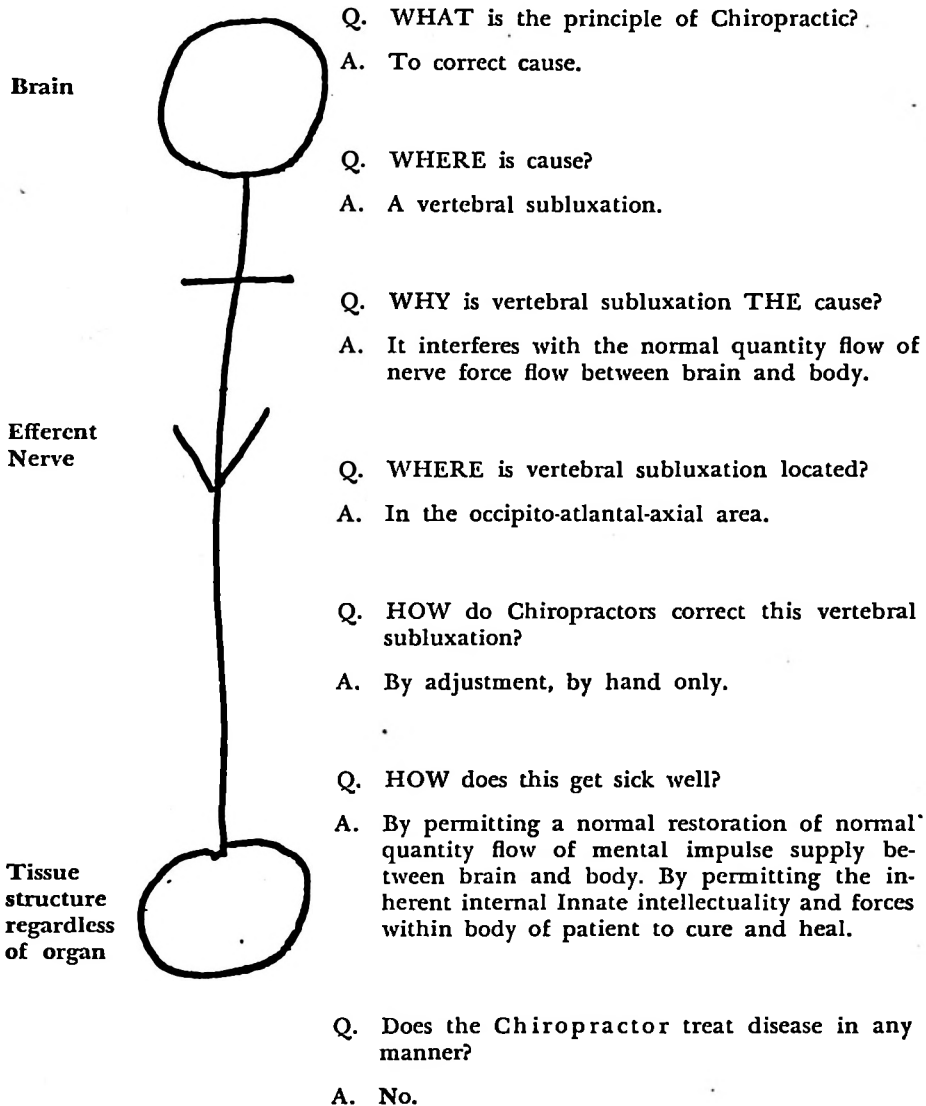 Q. WHAT is the principle of Chiropractic?
A. To correct cause.
Brain
Q. WHERE is cause?
A. A vertebral subluxation.
Q. WHY is vertebral subluxation THE cause?
A. It interferes with the normal quantity flow of
nerve force flow between brain and body.
Efferent
Nerve
Q. WHERE is vertebral subluxation located?
A. In the occipito-atlantal-axial area.
Q. HOW do Chiropractors correct this vertebral
subluxation?
A. By adjustment, by hand only.
Q. HOW does this get sick well?
A. By permitting a normal restoration of normal
quantity flow of mental impulse supply be-
tween brain and body. By permitting the in-
herent internal Innate intellectuality and forces
within body of patient to cure and heal.
Tissue
structure
regardless
of organ
Q. Does the Chiropractor treat disease in any
manner?
A. No.